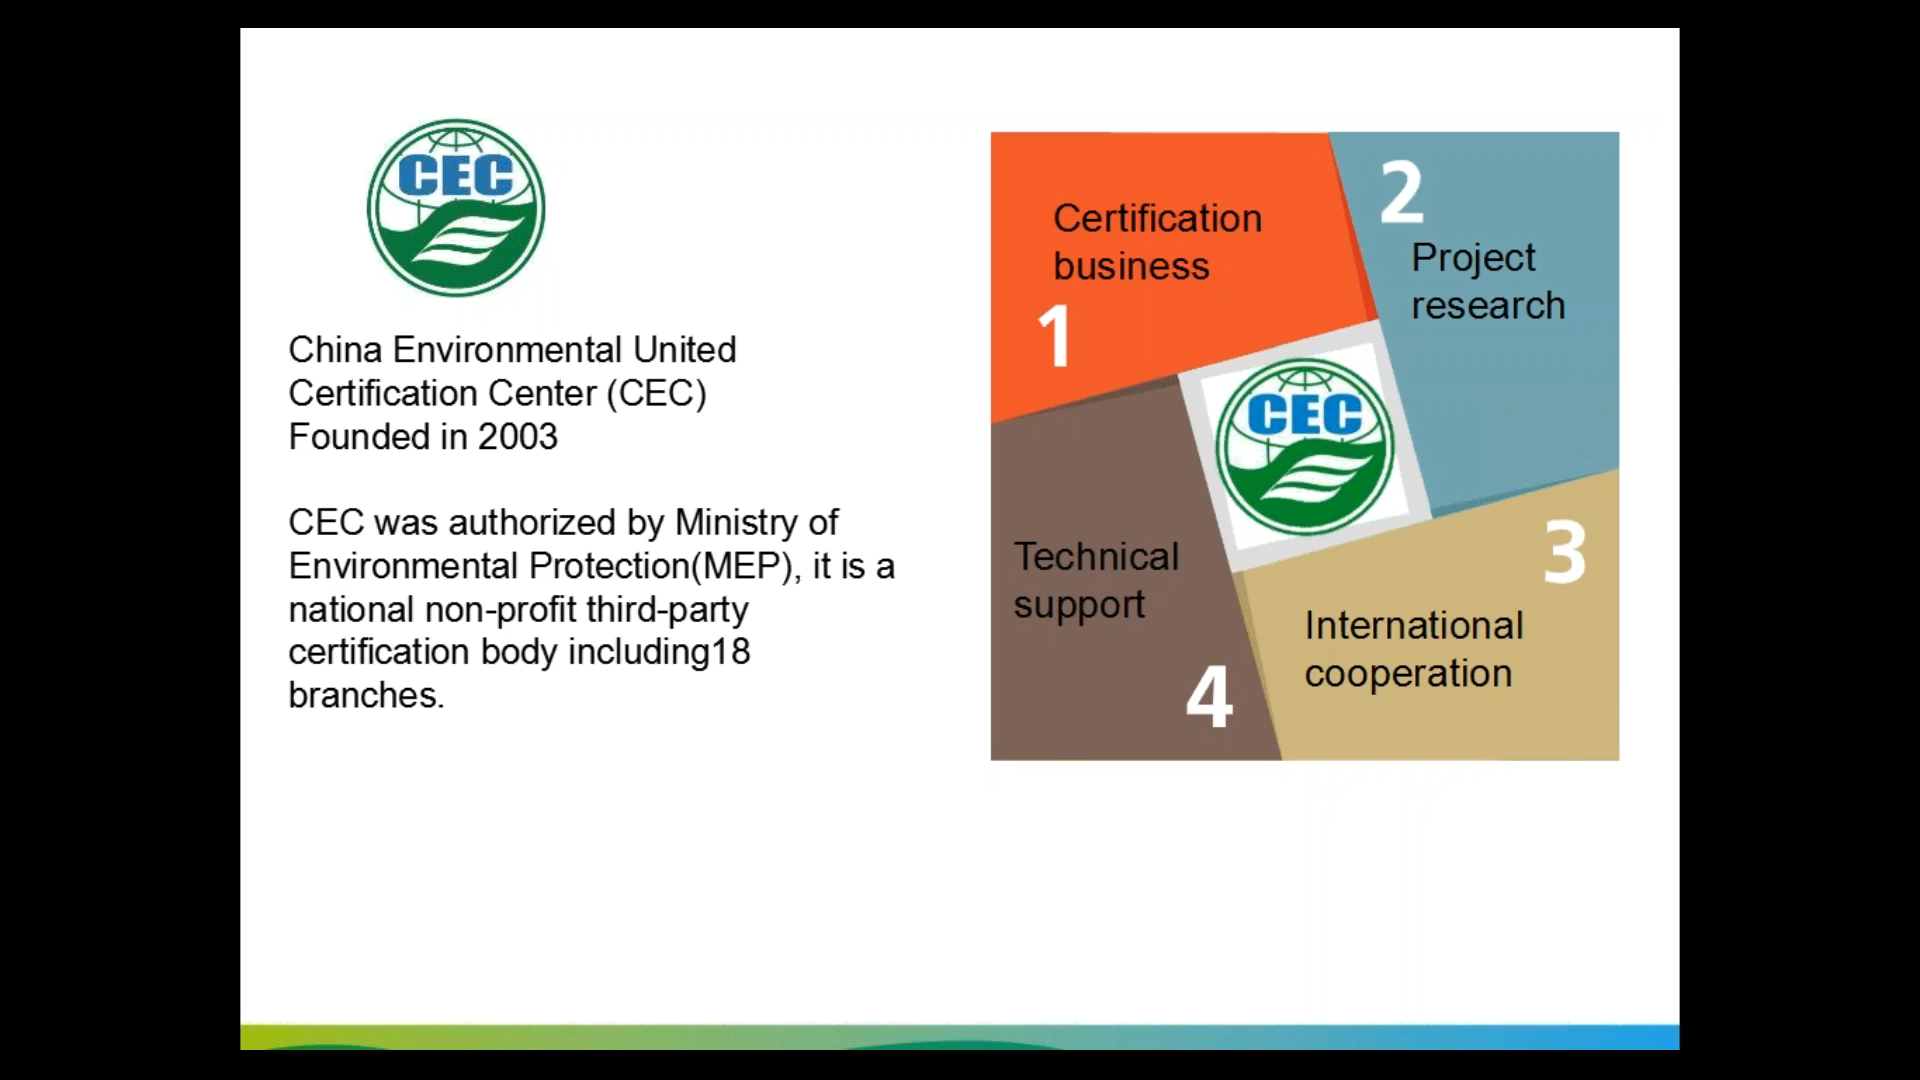 CEC
China Environmental United
Certification Center (CEC)
Founded in 2003
CEC was authorized by Ministry of
Environmental Protection(MEP), it is a
national non-profit third-party
certification body including18
branches.
Certification
business
1
2
Project
research
CEC
3
International
cooperation
Technical
support
4